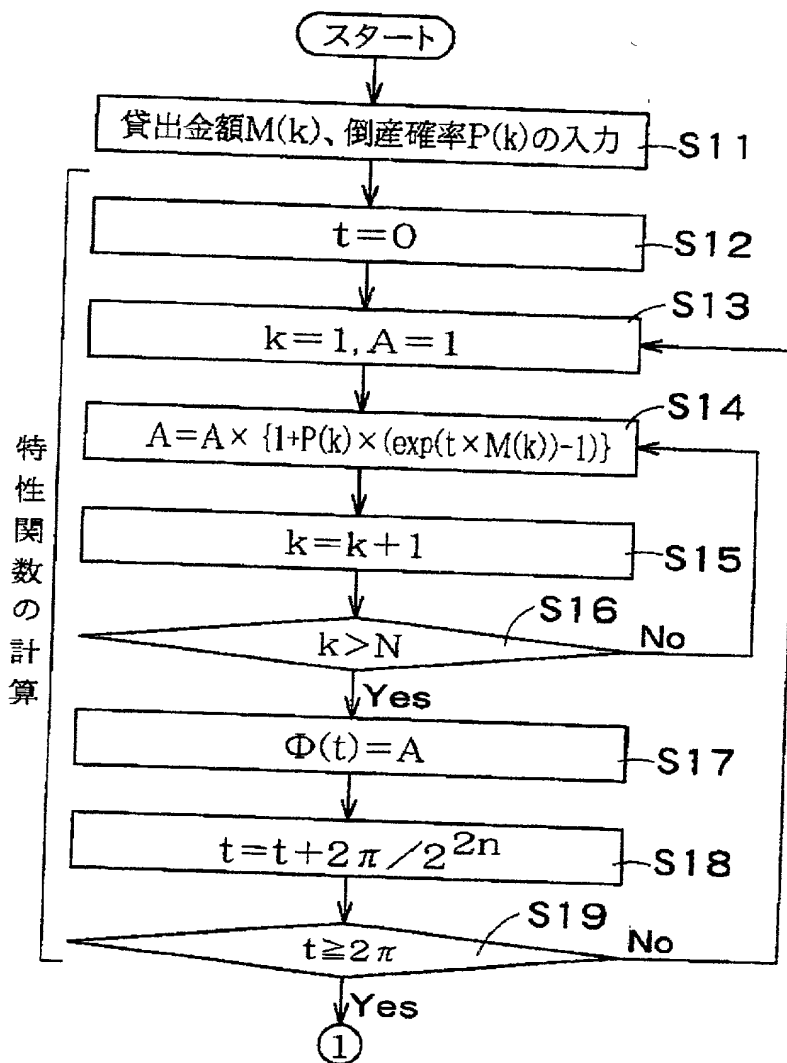 スタート
貸出金額M(k)、倒産確率P(k)の入力
S11
t=0
S12
k=1, A=1
S13
A=A×{1+P(k)×(exp(t×M(k))-1)}
S14
k=k+1
S15
k>N
S16
No
Yes
Φ(t)=A
S17
t=t+2π/2^2n
S18
t≧2π
S19
No
Yes
①
特性関数の計算